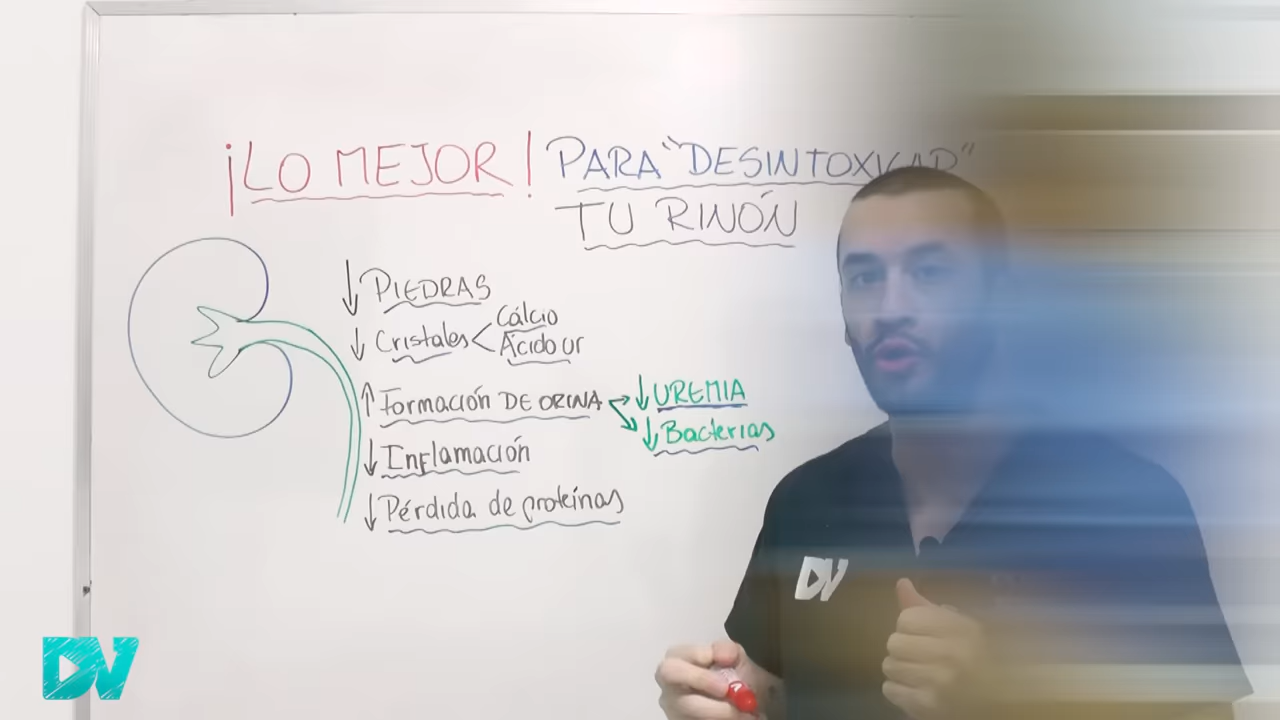 ¡LO MEJOR! PARA "DESINTOXICAR"
TU RIÑÓN
↓ PIEDRAS
↓ Cristales < Cálcio
Ácido ur
↑ Formación DE ORINA → ↓ UREMIA
↓ Bacterias
↓ Inflamación
↓ Pérdida de proteínas
DV
DV